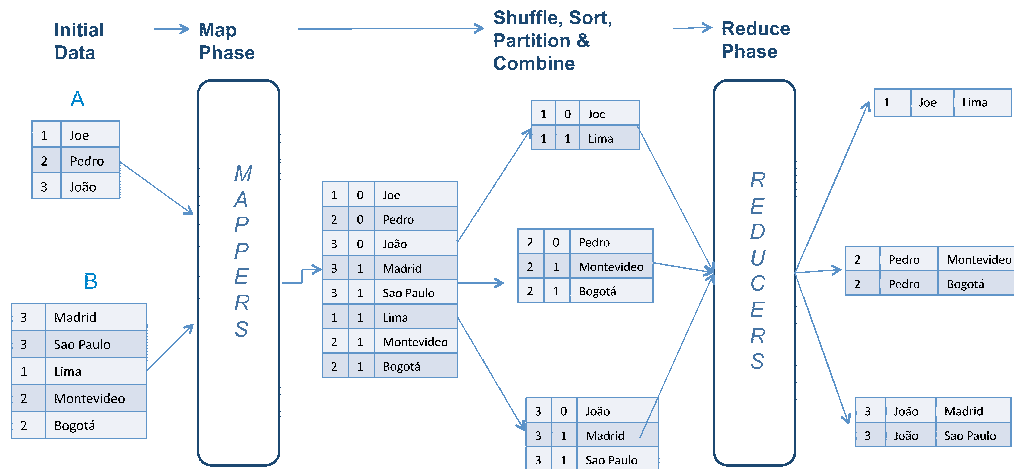 Initial
Data
Map
Phase
Shuffle, Sort,
Partition &
Combine
Reduce
Phase
A
1 Joe
2 Pedro
3 João
B
3 Madrid
3 Sao Paulo
1 Lima
2 Montevideo
2 Bogotá
MAPPERS
1 0 Joe
2 0 Pedro
3 0 João
3 1 Madrid
3 1 Sao Paulo
1 1 Lima
2 1 Montevideo
2 1 Bogotá
1 0 Joe
1 1 Lima
2 0 Pedro
2 1 Montevideo
2 1 Bogotá
3 0 João
3 1 Madrid
3 1 Sao Paulo
REDUCERS
1 Joe Lima
2 Pedro Montevideo
2 Pedro Bogotá
3 João Madrid
3 João Sao Paulo